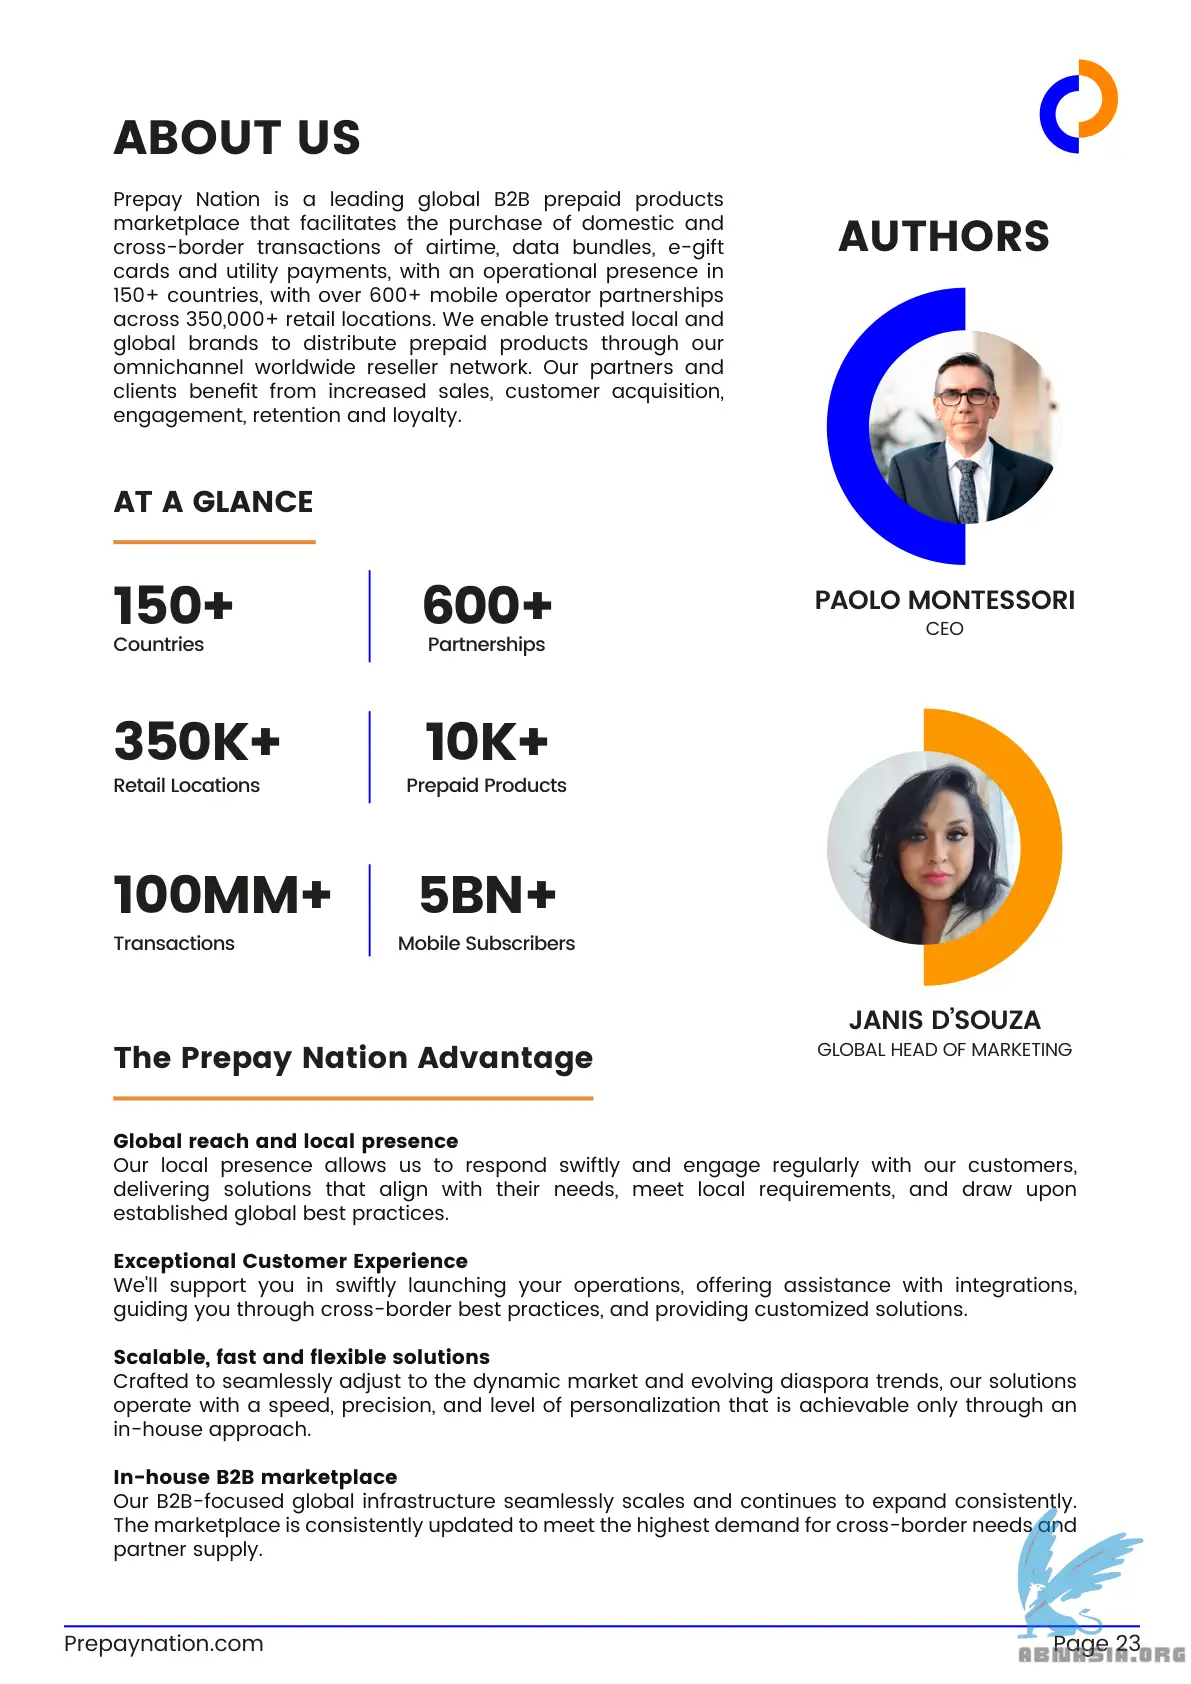 ABOUT US
Prepay Nation is a leading global B2B prepaid products
marketplace that facilitates the purchase of domestic and
cross-border transactions of airtime, data bundles, e-gift
cards and utility payments, with an operational presence in
150+ countries, with over 600+ mobile operator partnerships
across 350,000+ retail locations. We enable trusted local and
global brands to distribute prepaid products through our
omnichannel worldwide reseller network. Our partners and
clients benefit from increased sales, customer acquisition,
engagement, retention and loyalty.
AT A GLANCE
150+
Countries
600+
Partnerships
350K+
Retail Locations
10K+
Prepaid Products
100MM+
Transactions
5BN+
Mobile Subscribers
AUTHORS
PAOLO MONTESSORI
CEO
JANIS D’SOUZA
GLOBAL HEAD OF MARKETING
The Prepay Nation Advantage
Global reach and local presence
Our local presence allows us to respond swiftly and engage regularly with our customers,
delivering solutions that align with their needs, meet local requirements, and draw upon
established global best practices.
Exceptional Customer Experience
We'll support you in swiftly launching your operations, offering assistance with integrations,
guiding you through cross-border best practices, and providing customized solutions.
Scalable, fast and flexible solutions
Crafted to seamlessly adjust to the dynamic market and evolving diaspora trends, our solutions
operate with a speed, precision, and level of personalization that is achievable only through an
in-house approach.
In-house B2B marketplace
Our B2B-focused global infrastructure seamlessly scales and continues to expand consistently.
The marketplace is consistently updated to meet the highest demand for cross-border needs and
partner supply.
Prepaynation.com
Page 23
ABNASIA.ORG